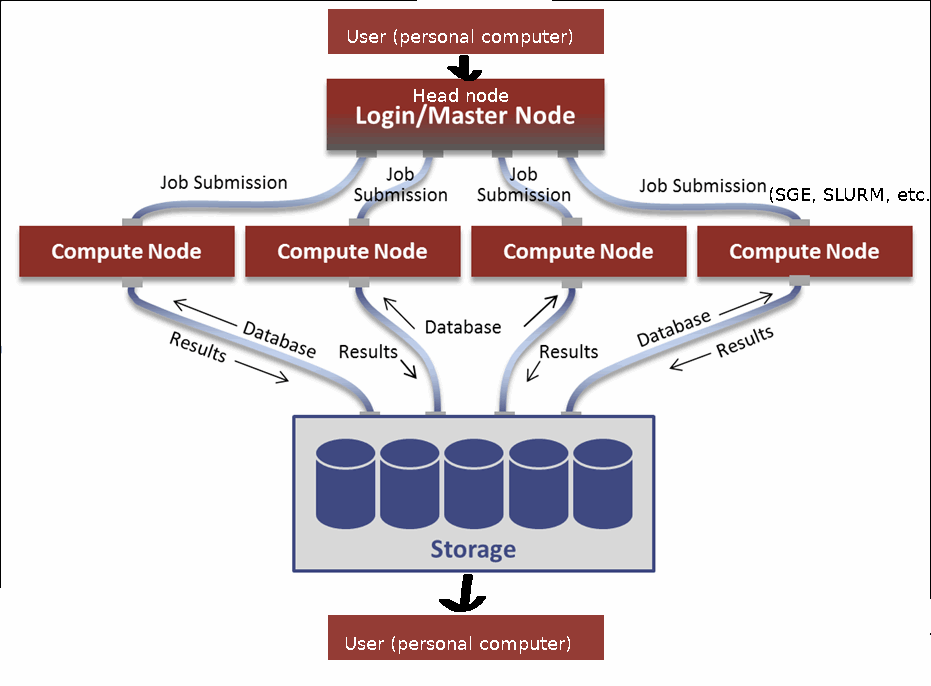 User (personal computer)
Head node
Login/Master Node
Job Submission
Job
Submission
Job
Submission
Job Submission
(SGE, SLURM, etc.
Compute Node
Compute Node
Compute Node
Compute Node
Database
Results
Database
Results
Results
Database
Results
Storage
User (personal computer)